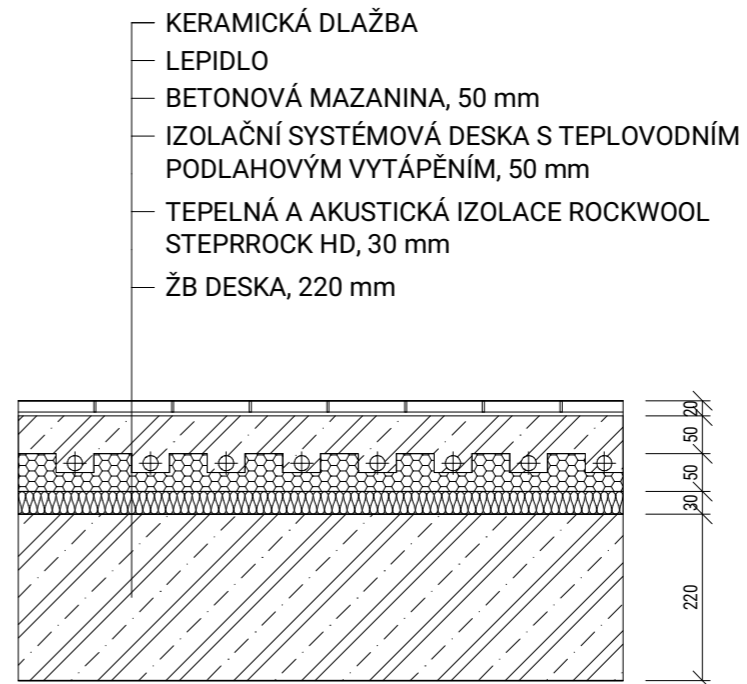 KERAMICKÁ DLAŽBA
LEPIDLO
BETONOVÁ MAZANINA, 50 mm
IZOLAČNÍ SYSTÉMOVÁ DESKA S TEPLOVODNÍM
PODLAHOVÝM VYTÁPĚNÍM, 50 mm
TEPELNÁ A AKUSTICKÁ IZOLACE ROCKWOOL
STEPRROCK HD, 30 mm
ŽB DESKA, 220 mm
20
50
50
30
220